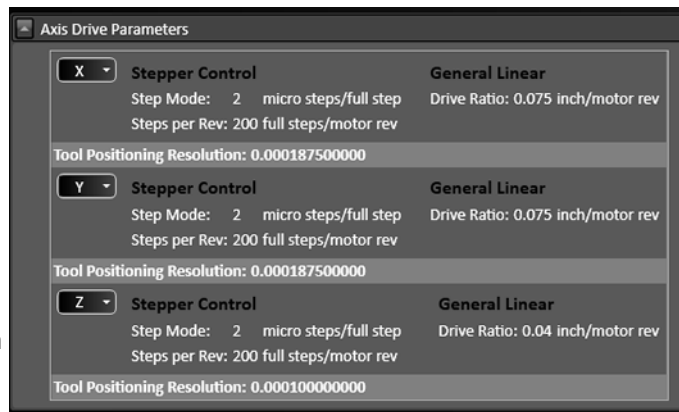 Axis Drive Parameters
X Stepper Control General Linear
Step Mode: 2 micro steps/full step Drive Ratio: 0.075 inch/motor rev
Steps per Rev: 200 full steps/motor rev
Tool Positioning Resolution: 0.000187500000
Y Stepper Control General Linear
Step Mode: 2 micro steps/full step Drive Ratio: 0.075 inch/motor rev
Steps per Rev: 200 full steps/motor rev
Tool Positioning Resolution: 0.000187500000
Z Stepper Control General Linear
Step Mode: 2 micro steps/full step Drive Ratio: 0.04 inch/motor rev
Steps per Rev: 200 full steps/motor rev
Tool Positioning Resolution: 0.000100000000